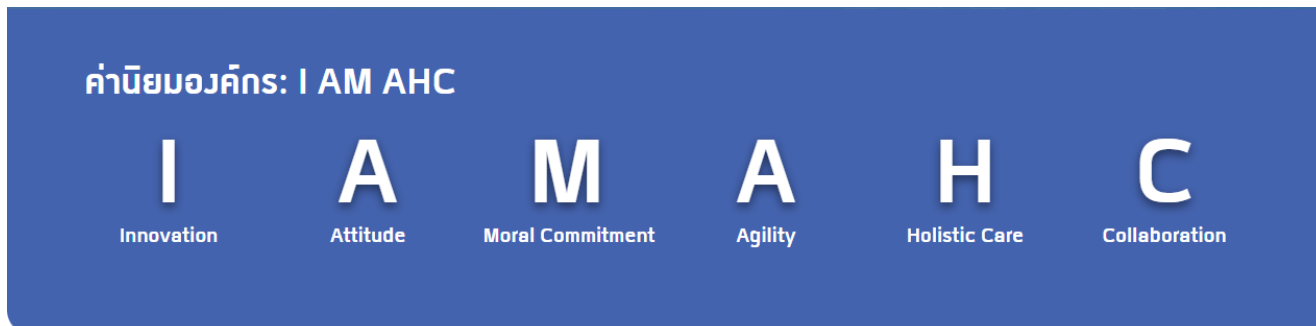 ค่านิยมองค์กร: I AM AHC
I A M A H C
Innovation Attitude Moral Commitment Agility Holistic Care Collaboration